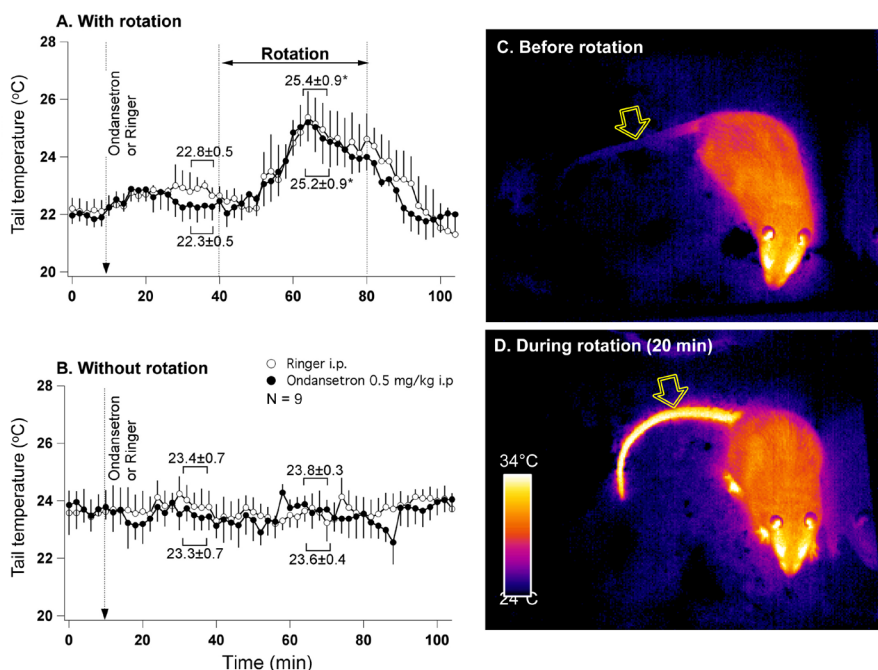 A. With rotation
28
26
24
22
20
Tail temperature (°C)
Ondansetron
or Ringer
Rotation
25.4±0.9*
22.8±0.5
25.2±0.9*
22.3±0.5
0
20
40
60
80
100
B. Without rotation
Ringer i.p.
Ondansetron 0.5 mg/kg i.p
N = 9
28
26
24
22
20
Tail temperature (°C)
Ondansetron
or Ringer
23.4±0.7
23.8±0.3
23.3±0.7
23.6±0.4
0
20
40
60
80
100
Time (min)
C. Before rotation
D. During rotation (20 min)
34°C
24°C